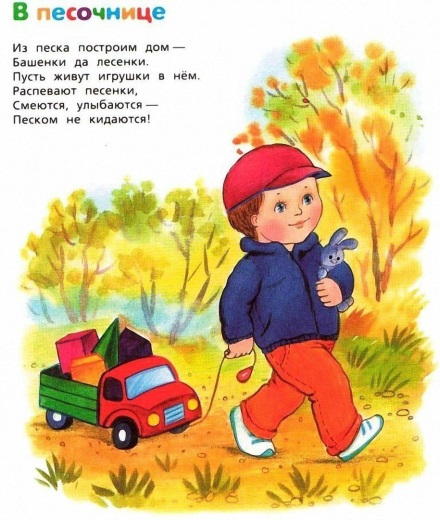 В песочнице
Из песка построим дом —
Башенки да лесенки.
Пусть живут игрушки в нём.
Распевают песенки,
Смеются, улыбаются —
Песком не кидаются!